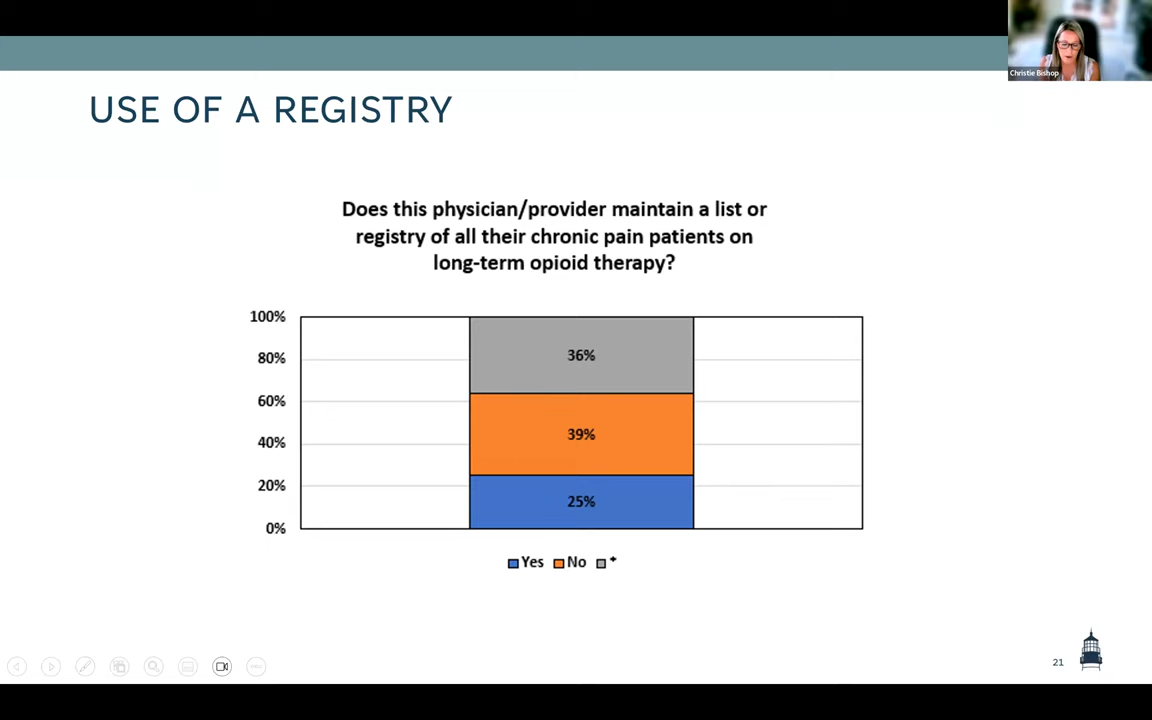 Christie Bishop
USE OF A REGISTRY
Does this physician/provider maintain a list or
registry of all their chronic pain patients on
long-term opioid therapy?
100%
80%
60%
40%
20%
0%
36%
39%
25%
Yes No *
21